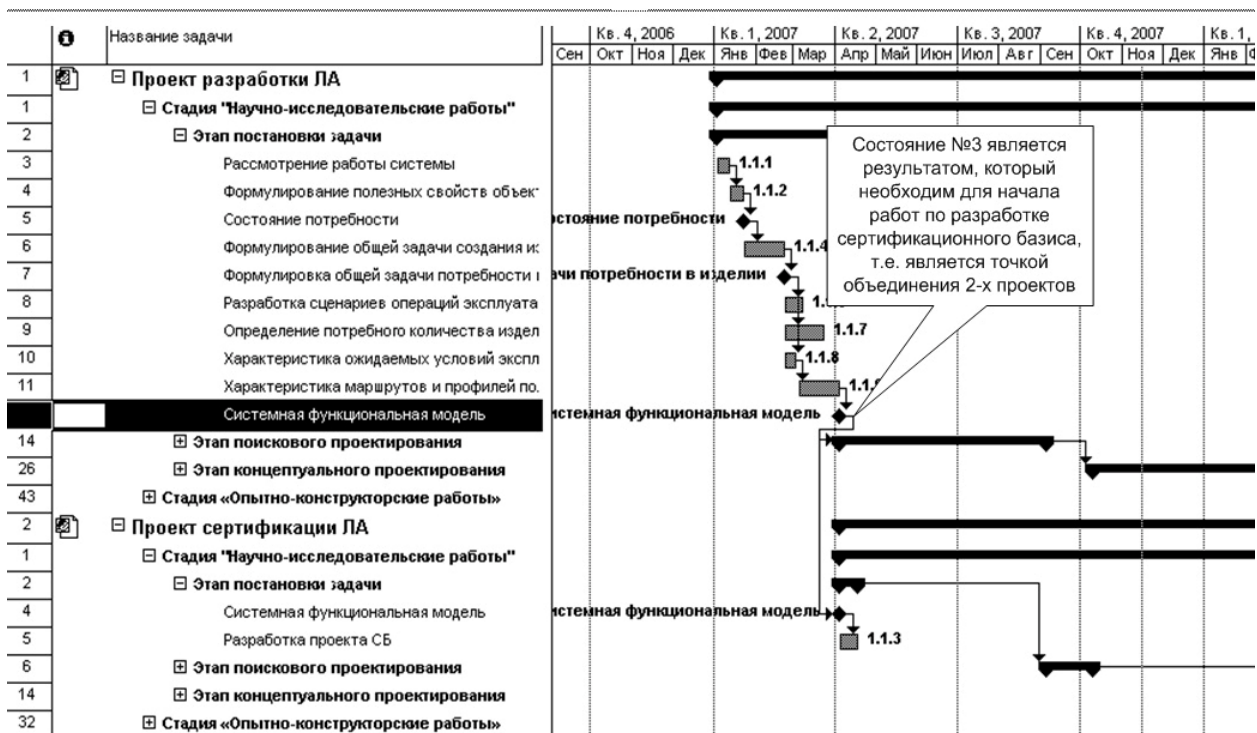 Название задачи
Кв. 4, 2006 Кв. 1, 2007 Кв. 2, 2007 Кв. 3, 2007 Кв. 4, 2007 Кв. 1,
Сен Окт Ноя Дек Янв Фев Мар Апр Май Июн Июл Авг Сен Окт Ноя Дек Янв
1 Проект разработки ЛА
1 Стадия "Научно-исследовательские работы"
2 Этап постановки задачи
3 Рассмотрение работы системы 1.1.1
4 Формулирование полезных свойств объек 1.1.2
5 Состояние потребности остояние потребности
6 Формулирование общей задачи создания из 1.1.4
7 Формулировка общей задачи потребности ачи потребности в изделии
8 Разработка сценариев операций эксплуата
9 Определение потребного количества издел 1.1.7
10 Характеристика ожидаемых условий экспл 1.1.8
11 Характеристика маршрутов и профилей по.
Системная функциональная модель истемная функциональная модель
14 Этап поискового проектирования
26 Этап концептуального проектирования
43 Стадия «Опытно-конструкторские работы»
2 Проект сертификации ЛА
1 Стадия "Научно-исследовательские работы"
2 Этап постановки задачи
4 Системная функциональная модель истемная функциональная модель
5 Разработка проекта СБ 1.1.3
6 Этап поискового проектирования
14 Этап концептуального проектирования
32 Стадия «Опытно-конструкторские работы»
Состояние №3 является
результатом, который
необходим для начала
работ по разработке
сертификационного базиса,
т.е. является точкой
объединения 2-х проектов